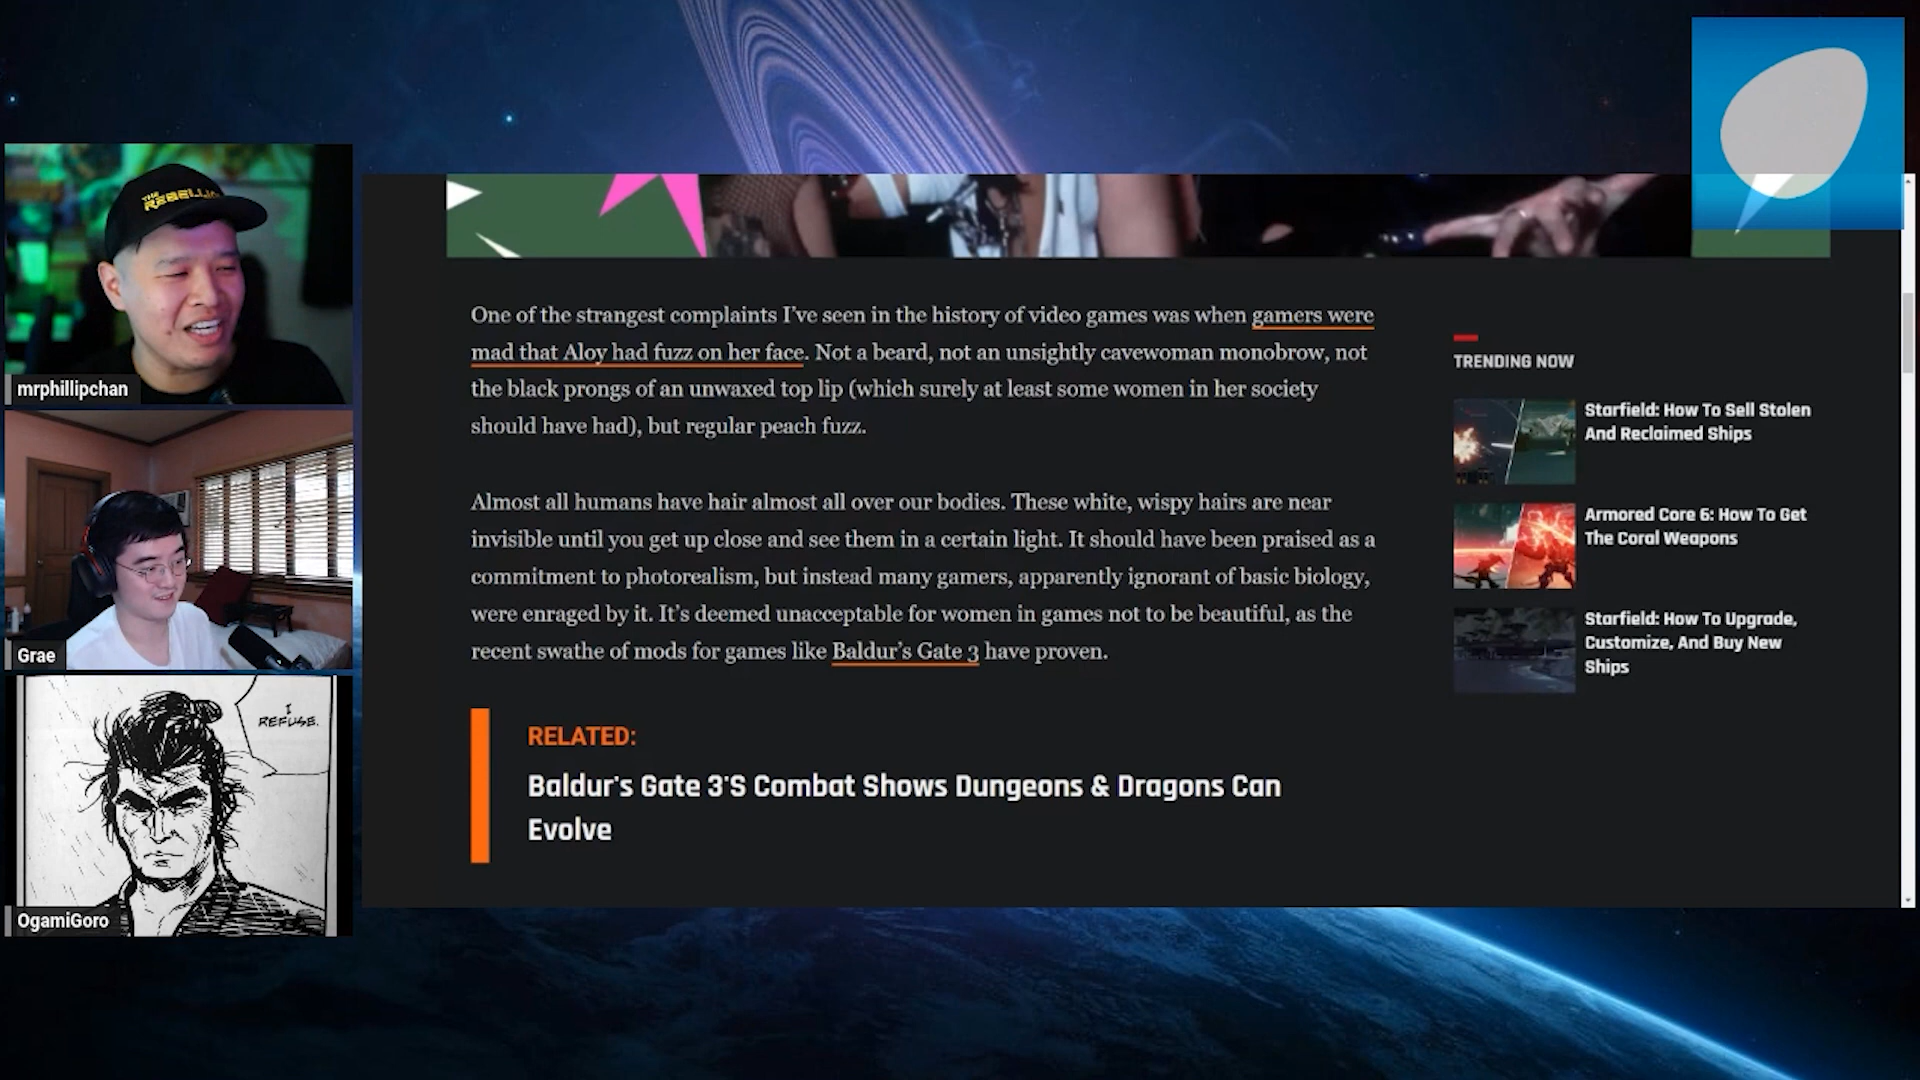 THE
REBELLI
mrphillipchan
Grae
I
REFUSE.
OgamiGoro
One of the strangest complaints I've seen in the history of video games was when gamers were
mad that Aloy had fuzz on her face. Not a beard, not an unsightly cavewoman monobrow, not
the black prongs of an unwaxed top lip (which surely at least some women in her society
should have had), but regular peach fuzz.
Almost all humans have hair almost all over our bodies. These white, wispy hairs are near
invisible until you get up close and see them in a certain light. It should have been praised as a
commitment to photorealism, but instead many gamers, apparently ignorant of basic biology,
were enraged by it. It's deemed unacceptable for women in games not to be beautiful, as the
recent swathe of mods for games like Baldur's Gate 3 have proven.
RELATED:
Baldur's Gate 3'S Combat Shows Dungeons & Dragons Can
Evolve
TRENDING NOW
Starfield: How To Sell Stolen
And Reclaimed Ships
Armored Core 6: How To Get
The Coral Weapons
Starfield: How To Upgrade,
Customize, And Buy New
Ships